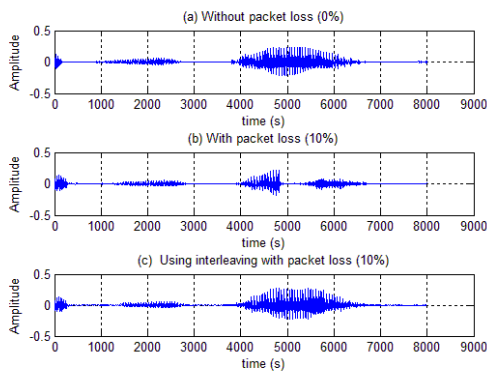 (a) Without packet loss (0%)
0.5
0
-0.5
Amplitude
0 1000 2000 3000 4000 5000 6000 7000 8000 9000
time (s)
(b) With packet loss (10%)
0.5
0
-0.5
Amplitude
0 1000 2000 3000 4000 5000 6000 7000 8000 9000
time (s)
(c) Using interleaving with packet loss (10%)
0.5
0
-0.5
Amplitude
0 1000 2000 3000 4000 5000 6000 7000 8000 9000
time (s)